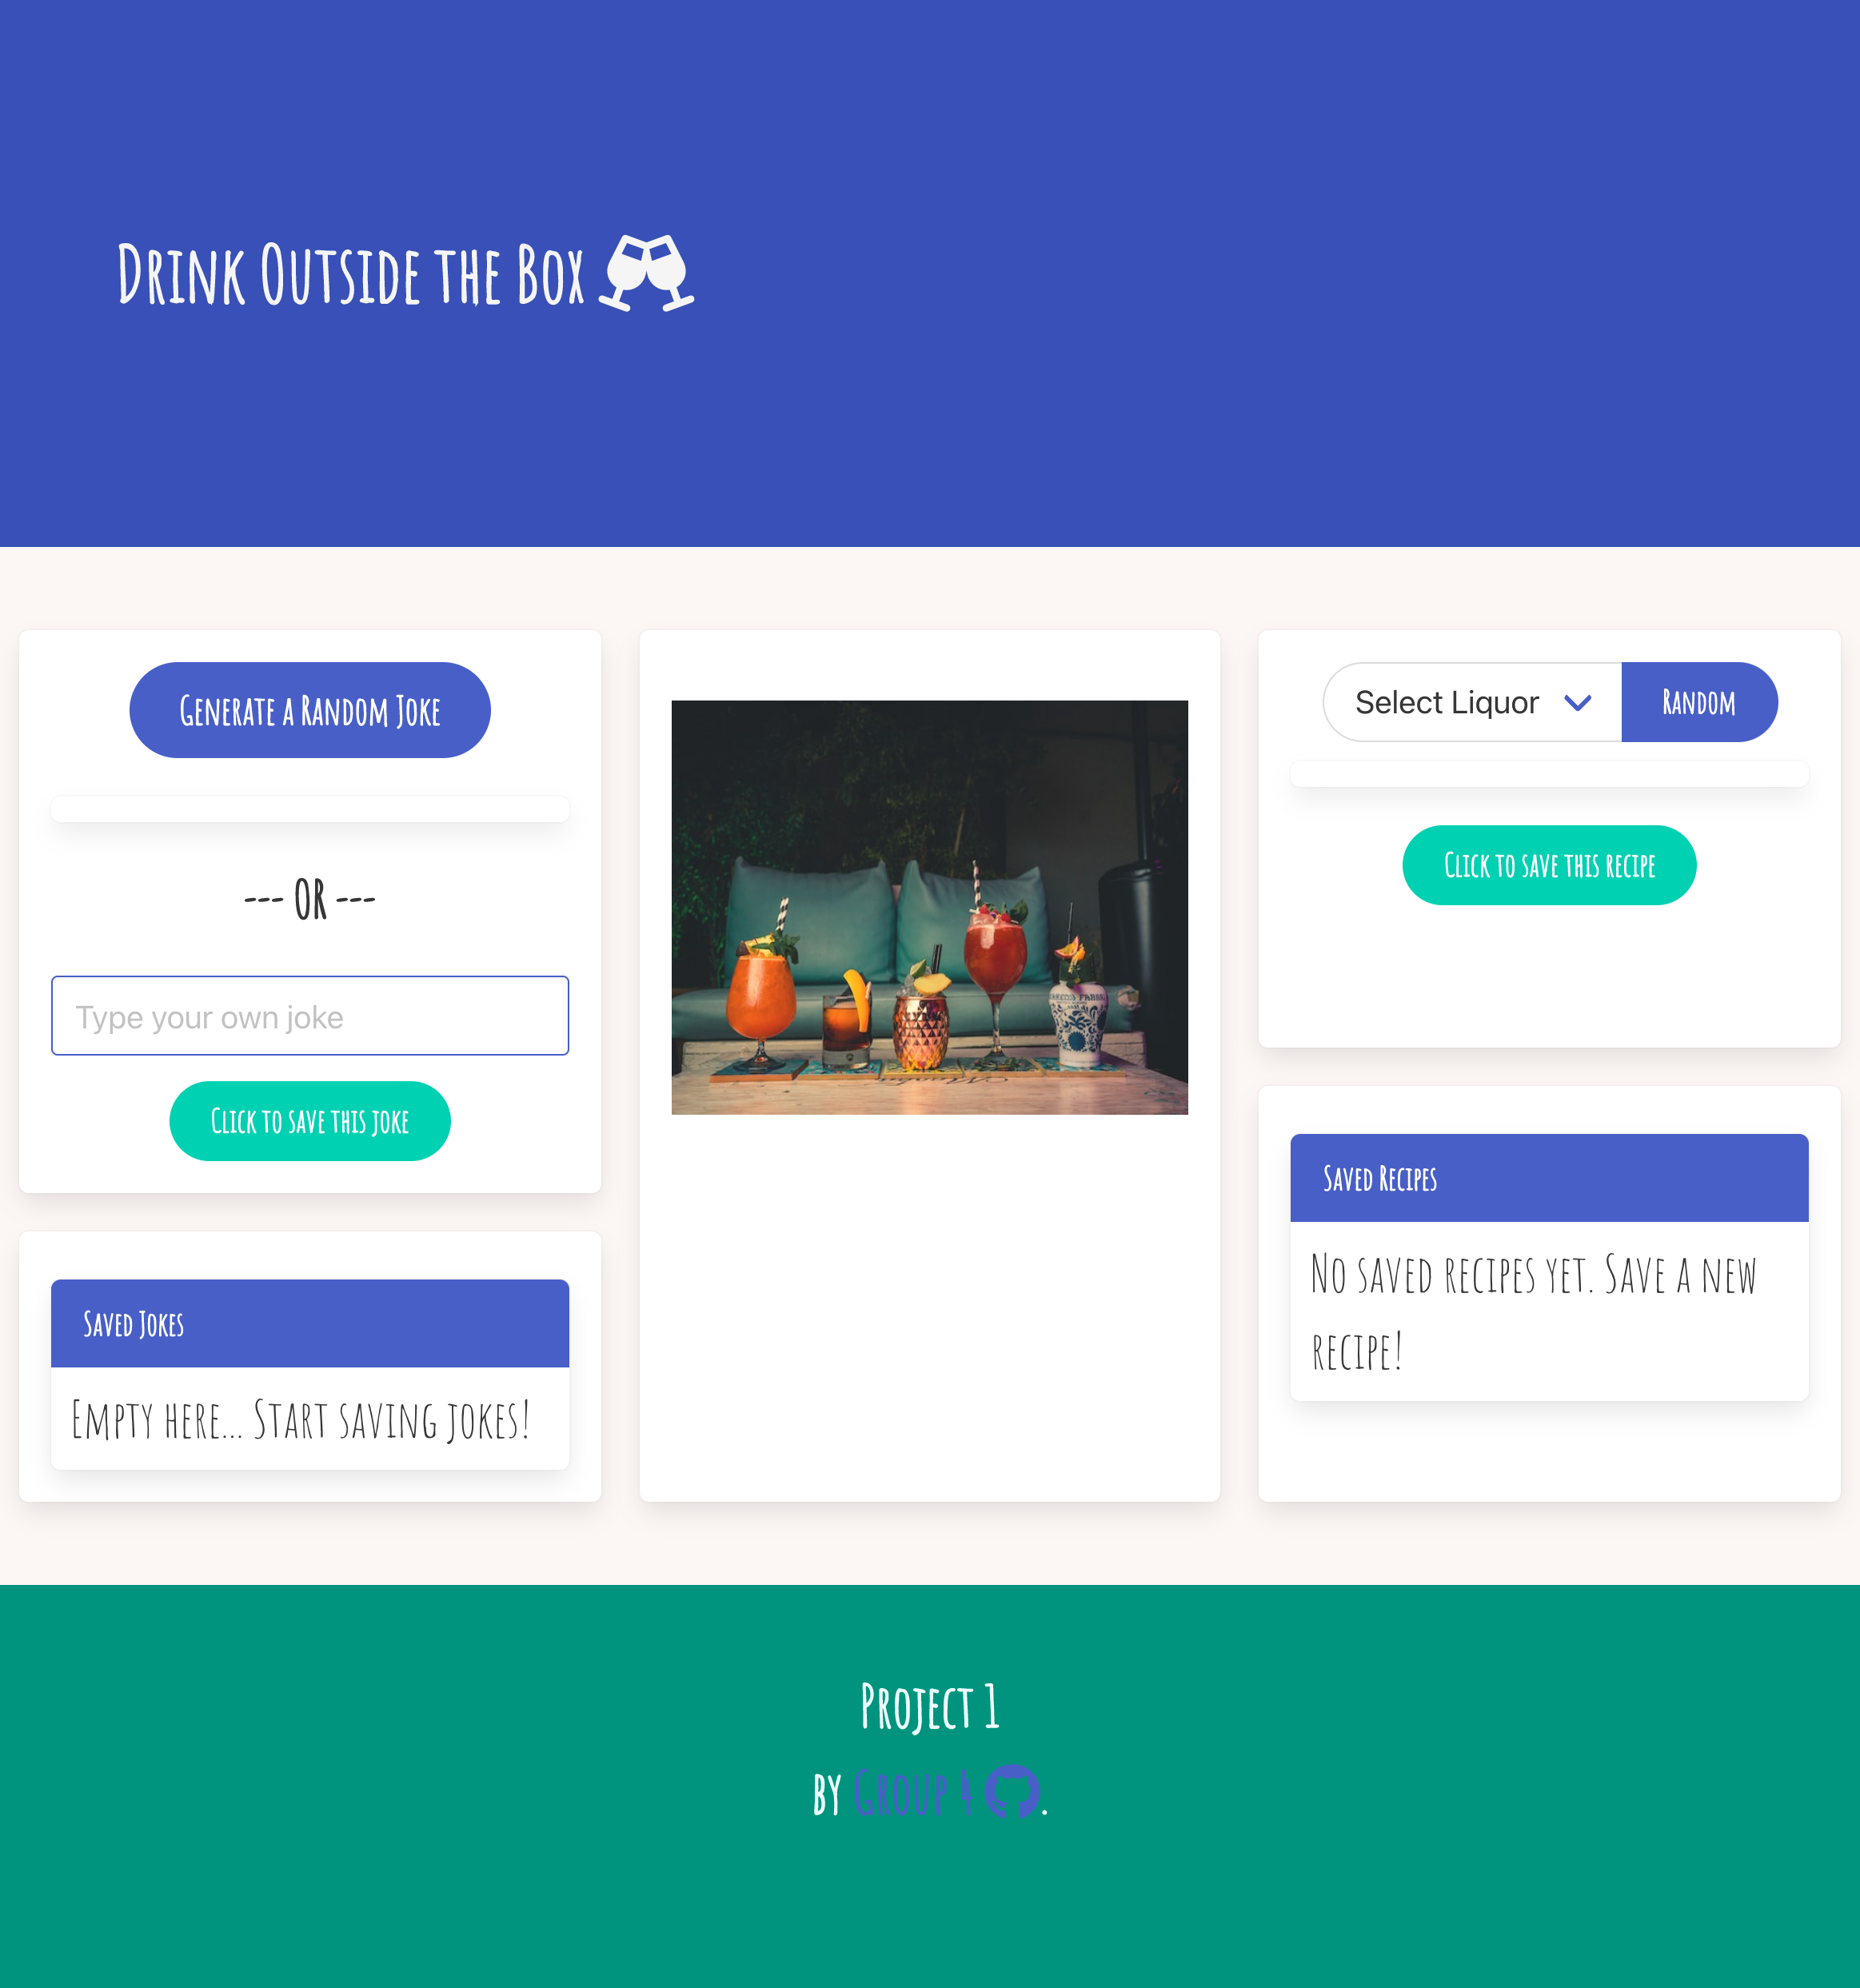 Drink Outside the Box
Generate a Random Joke
--- OR ---
Type your own joke
Click to save this joke
Saved Jokes
Empty here... Start saving jokes!
Select Liquor
Random
Click to save this recipe
Saved Recipes
No saved recipes yet. Save a new
recipe!
Project 1
by Group 4.